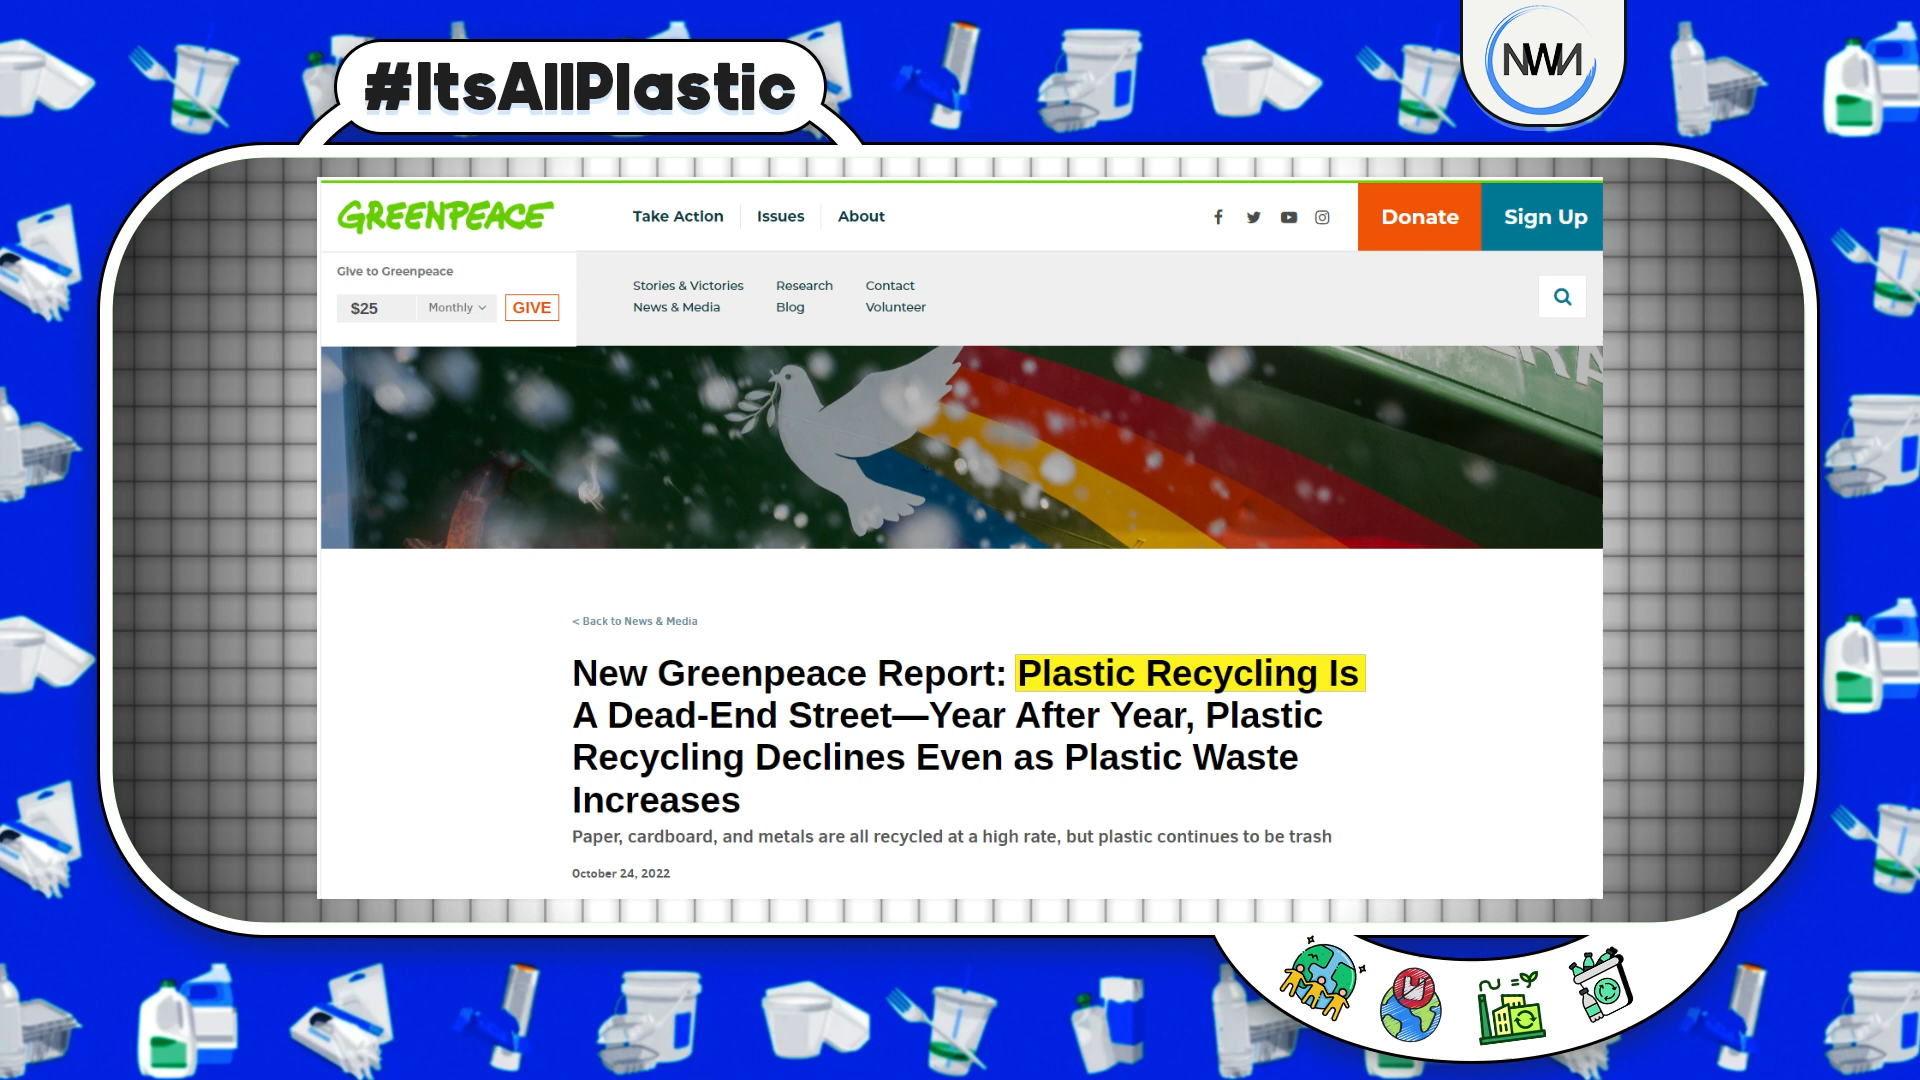 #ItsAllPlastic
NWN
GREENPEACE
Take Action
Issues
About
Donate
Sign Up
Give to Greenpeace
$25
Monthly
GIVE
Stories & Victories
Research
Contact
News & Media
Blog
Volunteer
< Back to News & Media
New Greenpeace Report: Plastic Recycling Is
A Dead-End Street—Year After Year, Plastic
Recycling Declines Even as Plastic Waste
Increases
Paper, cardboard, and metals are all recycled at a high rate, but plastic continues to be trash
October 24, 2022